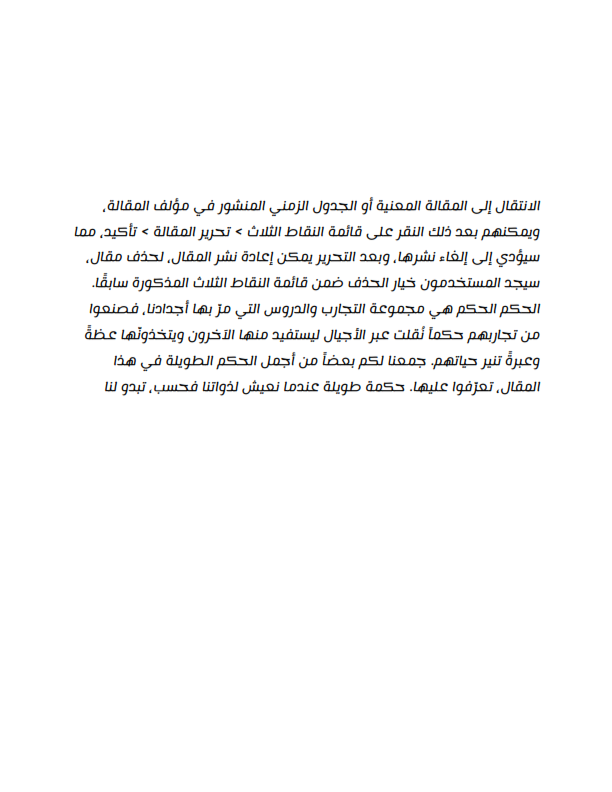 الانتقال إلى المقالة المعنية أو الجدول الزمني المنشور في مؤلف المقالة،
ويمكنهم بعد ذلك النقر على قائمة النقاط الثلاث > تحرير المقالة > تأكيد، مما
سيؤدي إلى إلغاء نشرها، وبعد التحرير يمكن إعادة نشر المقال، لحذف مقال،
سيجد المستخدمون خيار الحذف ضمن قائمة النقاط الثلاث المذكورة سابقًا.
الحكم الحكم هي مجموعة التجارب والدروس التي مرّ بها أجدادنا، فصنعوا
من تجاربهم حكماً نُقلت عبر الأجيال ليستفيد منها الآخرون ويتخذونّها عـظةً
وعبرةً تنير حياتهم. جمعنا لكم بعضاً من أجمل الحكم الطويلة في هذا
المقال، تعرّفوا عليها. حكمة طويلة عندما نعيش لذواتنا فحسب، تبدو لنا